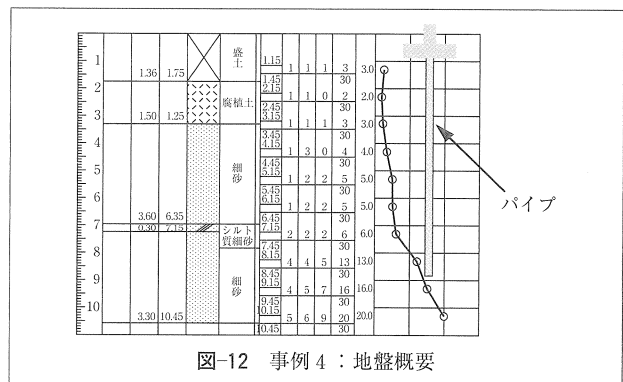 1 盛土 1.15 1 1 1 3 3.0
1.36 1.75 1.45 30
2 腐植土 2.15 1 1 0 2 2.0
2.45 30
3 1.50 1.25 3.15 1 1 1 3 3.0
3.45 30
4 細砂 4.15 1 3 0 4 4.0
4.45 30
5 5.15 1 2 2 5 5.0
5.45 30
6 6.15 1 2 2 5 5.0
3.60 6.35 6.45 30
7 0.30 7.15 シルト質細砂 7.15 2 2 2 6 6.0
7.45 30
8 細砂 8.15 4 4 5 13 13.0
8.45 30
9 9.15 4 5 7 16 16.0
9.45 30
10 10.15 5 6 9 20 20.0
3.30 10.45 10.45 30
パイプ
図-12 事例4：地盤概要